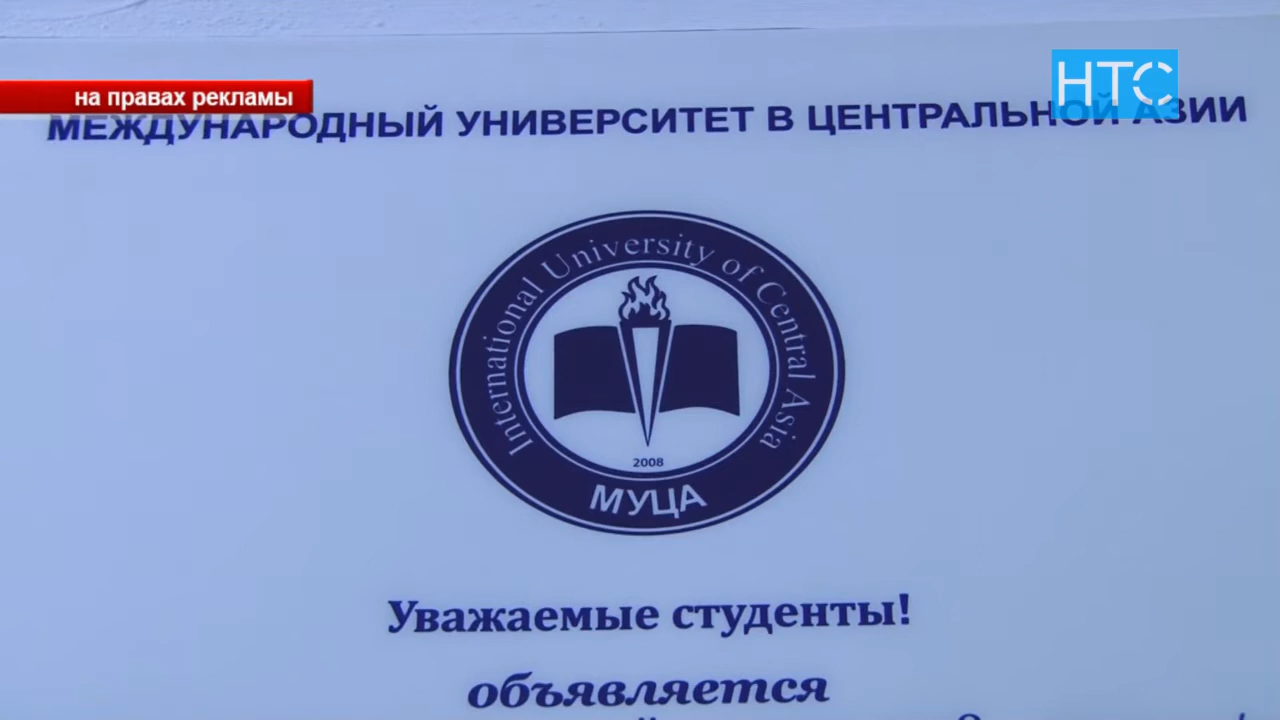 НТС
на правах рекламы
МЕЖДУНАРОДНЫЙ УНИВЕРСИТЕТ В ЦЕНТРАЛЬНОЙ АЗИИ
International University of Central Asia
2008
МУЦА
Уважаемые студенты!
объявляется